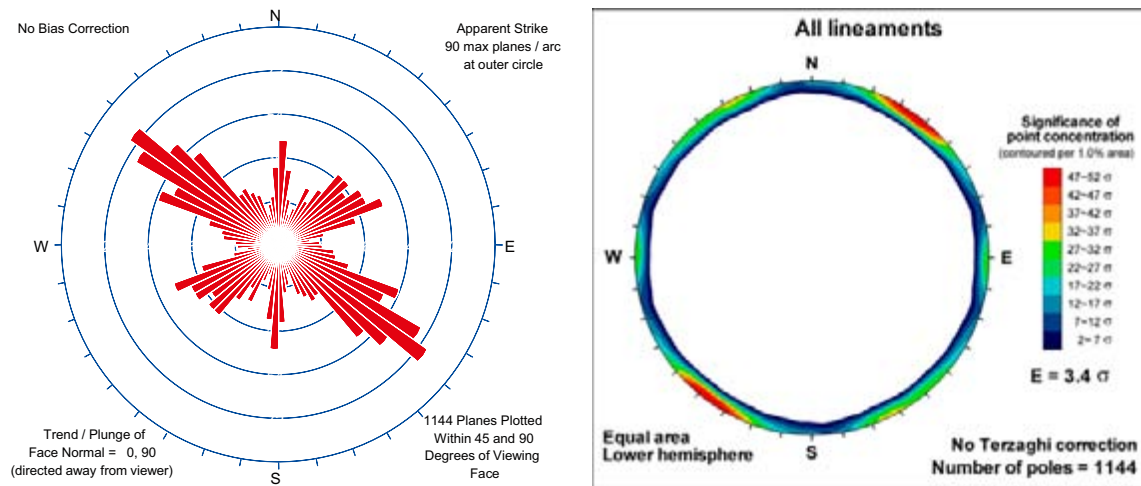 No Bias Correction
N
Apparent Strike
90 max planes / arc
at outer circle
W
E
Trend / Plunge of
Face Normal = 0, 90
(directed away from viewer)
S
1144 Planes Plotted
Within 45 and 90
Degrees of Viewing
Face
All lineaments
N
W
E
S
Significance of
point concentration
(contoured per 1.0% area)
47~52 σ
42~47 σ
37~42 σ
32~37 σ
27~32 σ
22~27 σ
17~22 σ
12~17 σ
7~12 σ
2~7 σ
E = 3.4 σ
Equal area
Lower hemisphere
No Terzaghi correction
Number of poles = 1144